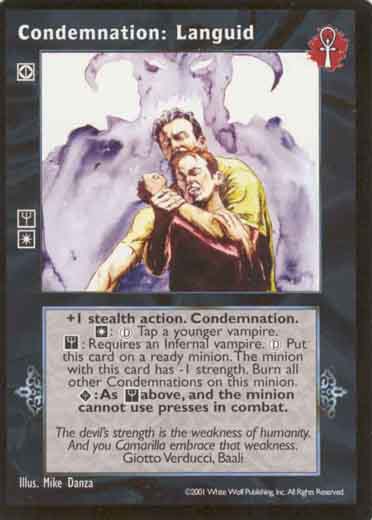 Condemnation: Languid
+1 stealth action. Condemnation.
: D Tap a younger vampire.
: Requires an Infernal vampire. D Put
this card on a ready minion. The minion
with this card has -1 strength. Burn all
other Condemnations on this minion.
: As above, and the minion
cannot use presses in combat.
The devil's strength is the weakness of humanity.
And you Camarilla embrace that weakness.
Giotto Verducci, Baali
Illus. Mike Danza
©2001 White Wolf Publishing, Inc. All Rights Reserved.